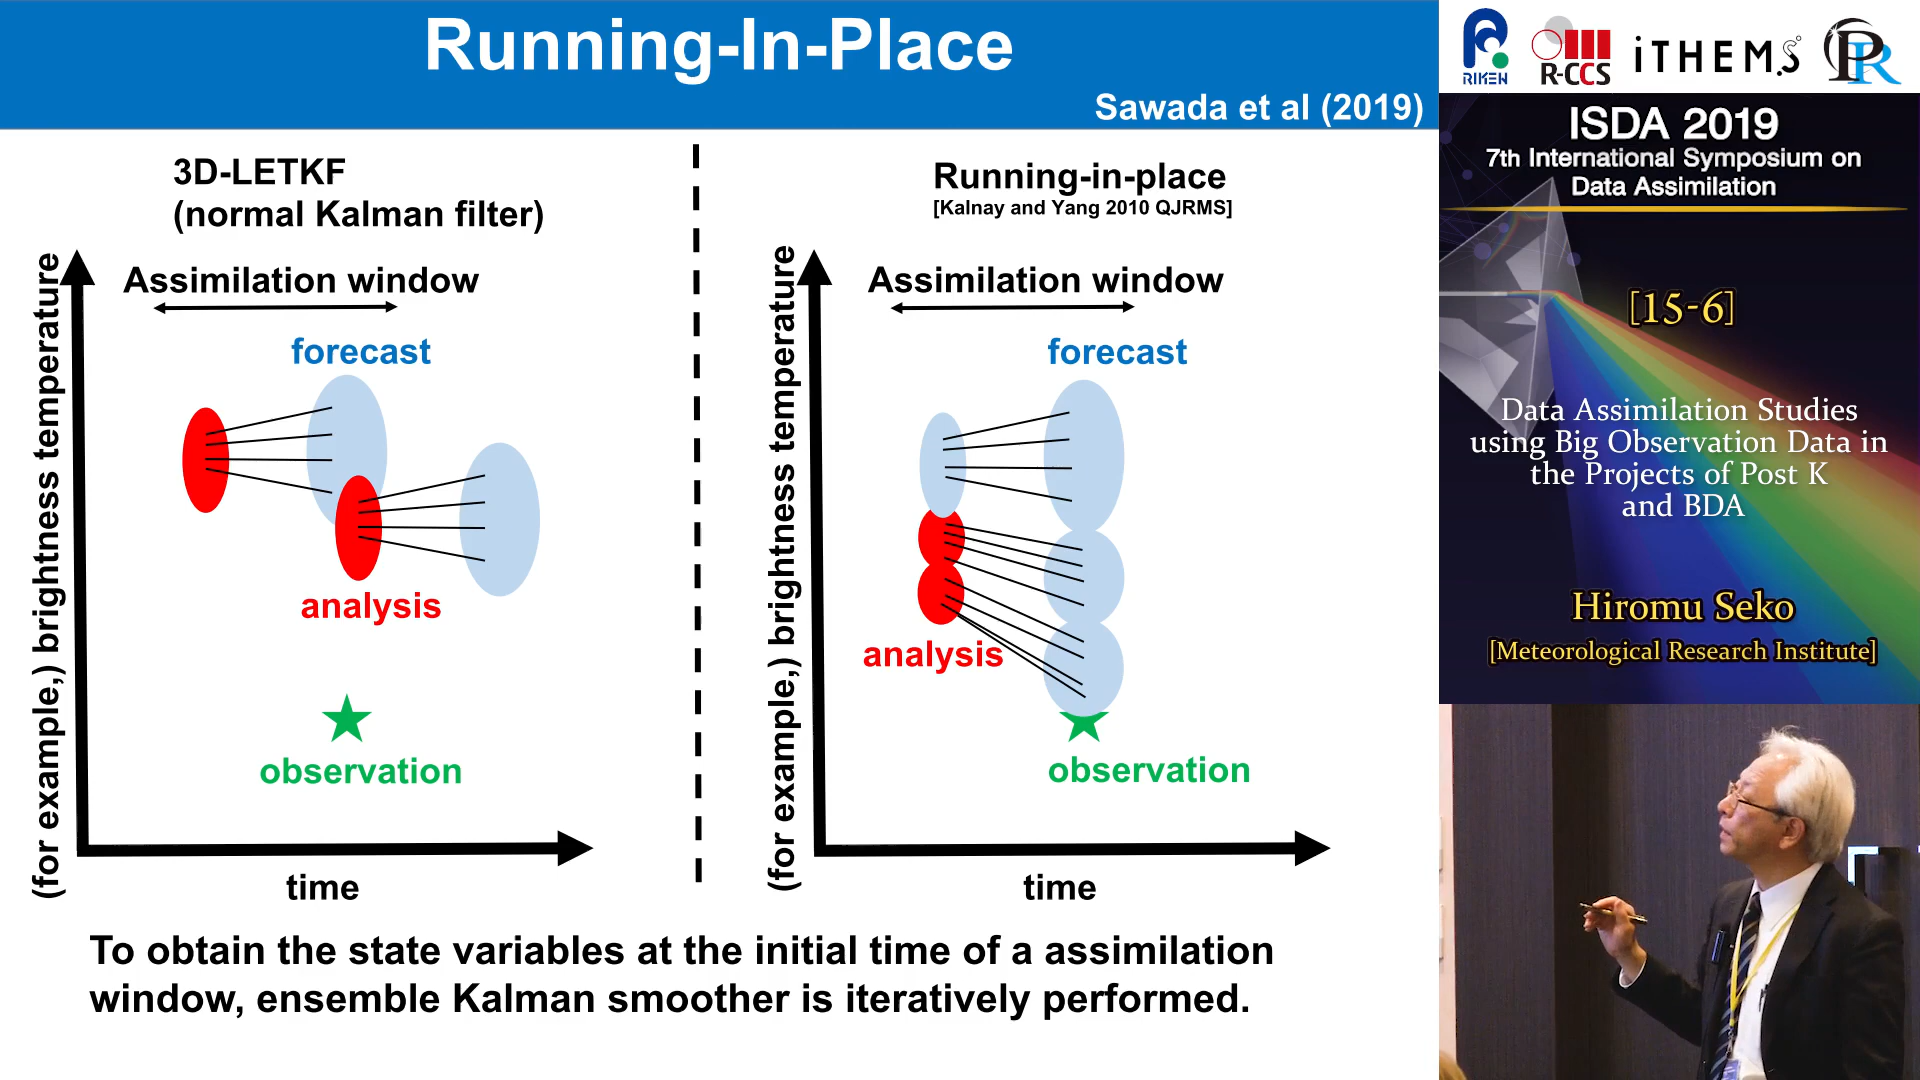 Running-In-Place
Sawada et al (2019)
3D-LETKF
(normal Kalman filter)
(for example,) brightness temperature
Assimilation window
forecast
analysis
observation
time
Running-in-place
[Kalnay and Yang 2010 QJRMS]
(for example,) brightness temperature
Assimilation window
forecast
analysis
observation
time
To obtain the state variables at the initial time of a assimilation
window, ensemble Kalman smoother is iteratively performed.
RIKEN
R-CCS
iTHEMS
PR
ISDA 2019
7th International Symposium on
Data Assimilation
[15-6]
Data Assimilation Studies
using Big Observation Data in
the Projects of Post K
and BDA
Hiromu Seko
[Meteorological Research Institute]